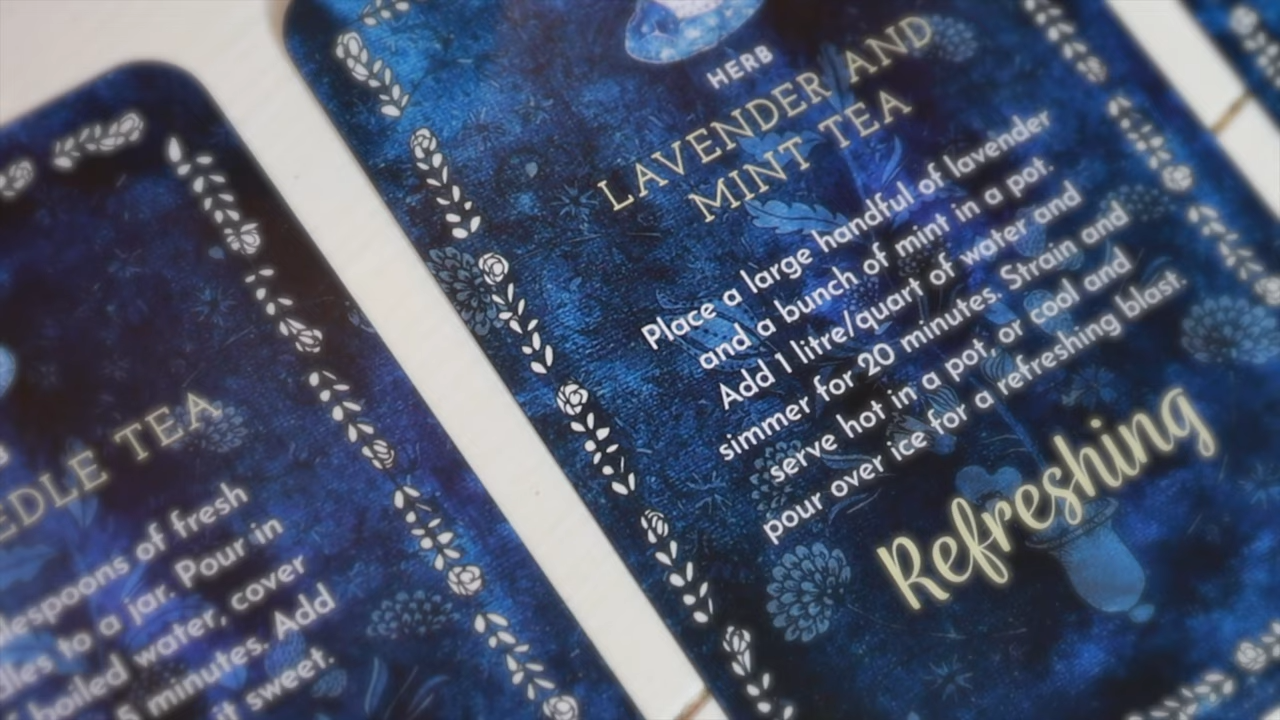 HERB
LAVENDER AND
MINT TEA
Place a large handful of lavender
and a bunch of mint in a pot.
Add 1 litre/quart of water and
simmer for 20 minutes. Strain and
serve hot in a pot, or cool and
pour over ice for a refreshing blast.
Refreshing
EDLE TEA
lespoons of fresh
dles to a jar. Pour in
f boiled water, cover
5 minutes. Add
it sweet.